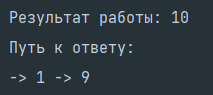 Результат работы: 10
Путь к ответу:
-> 1 -> 9